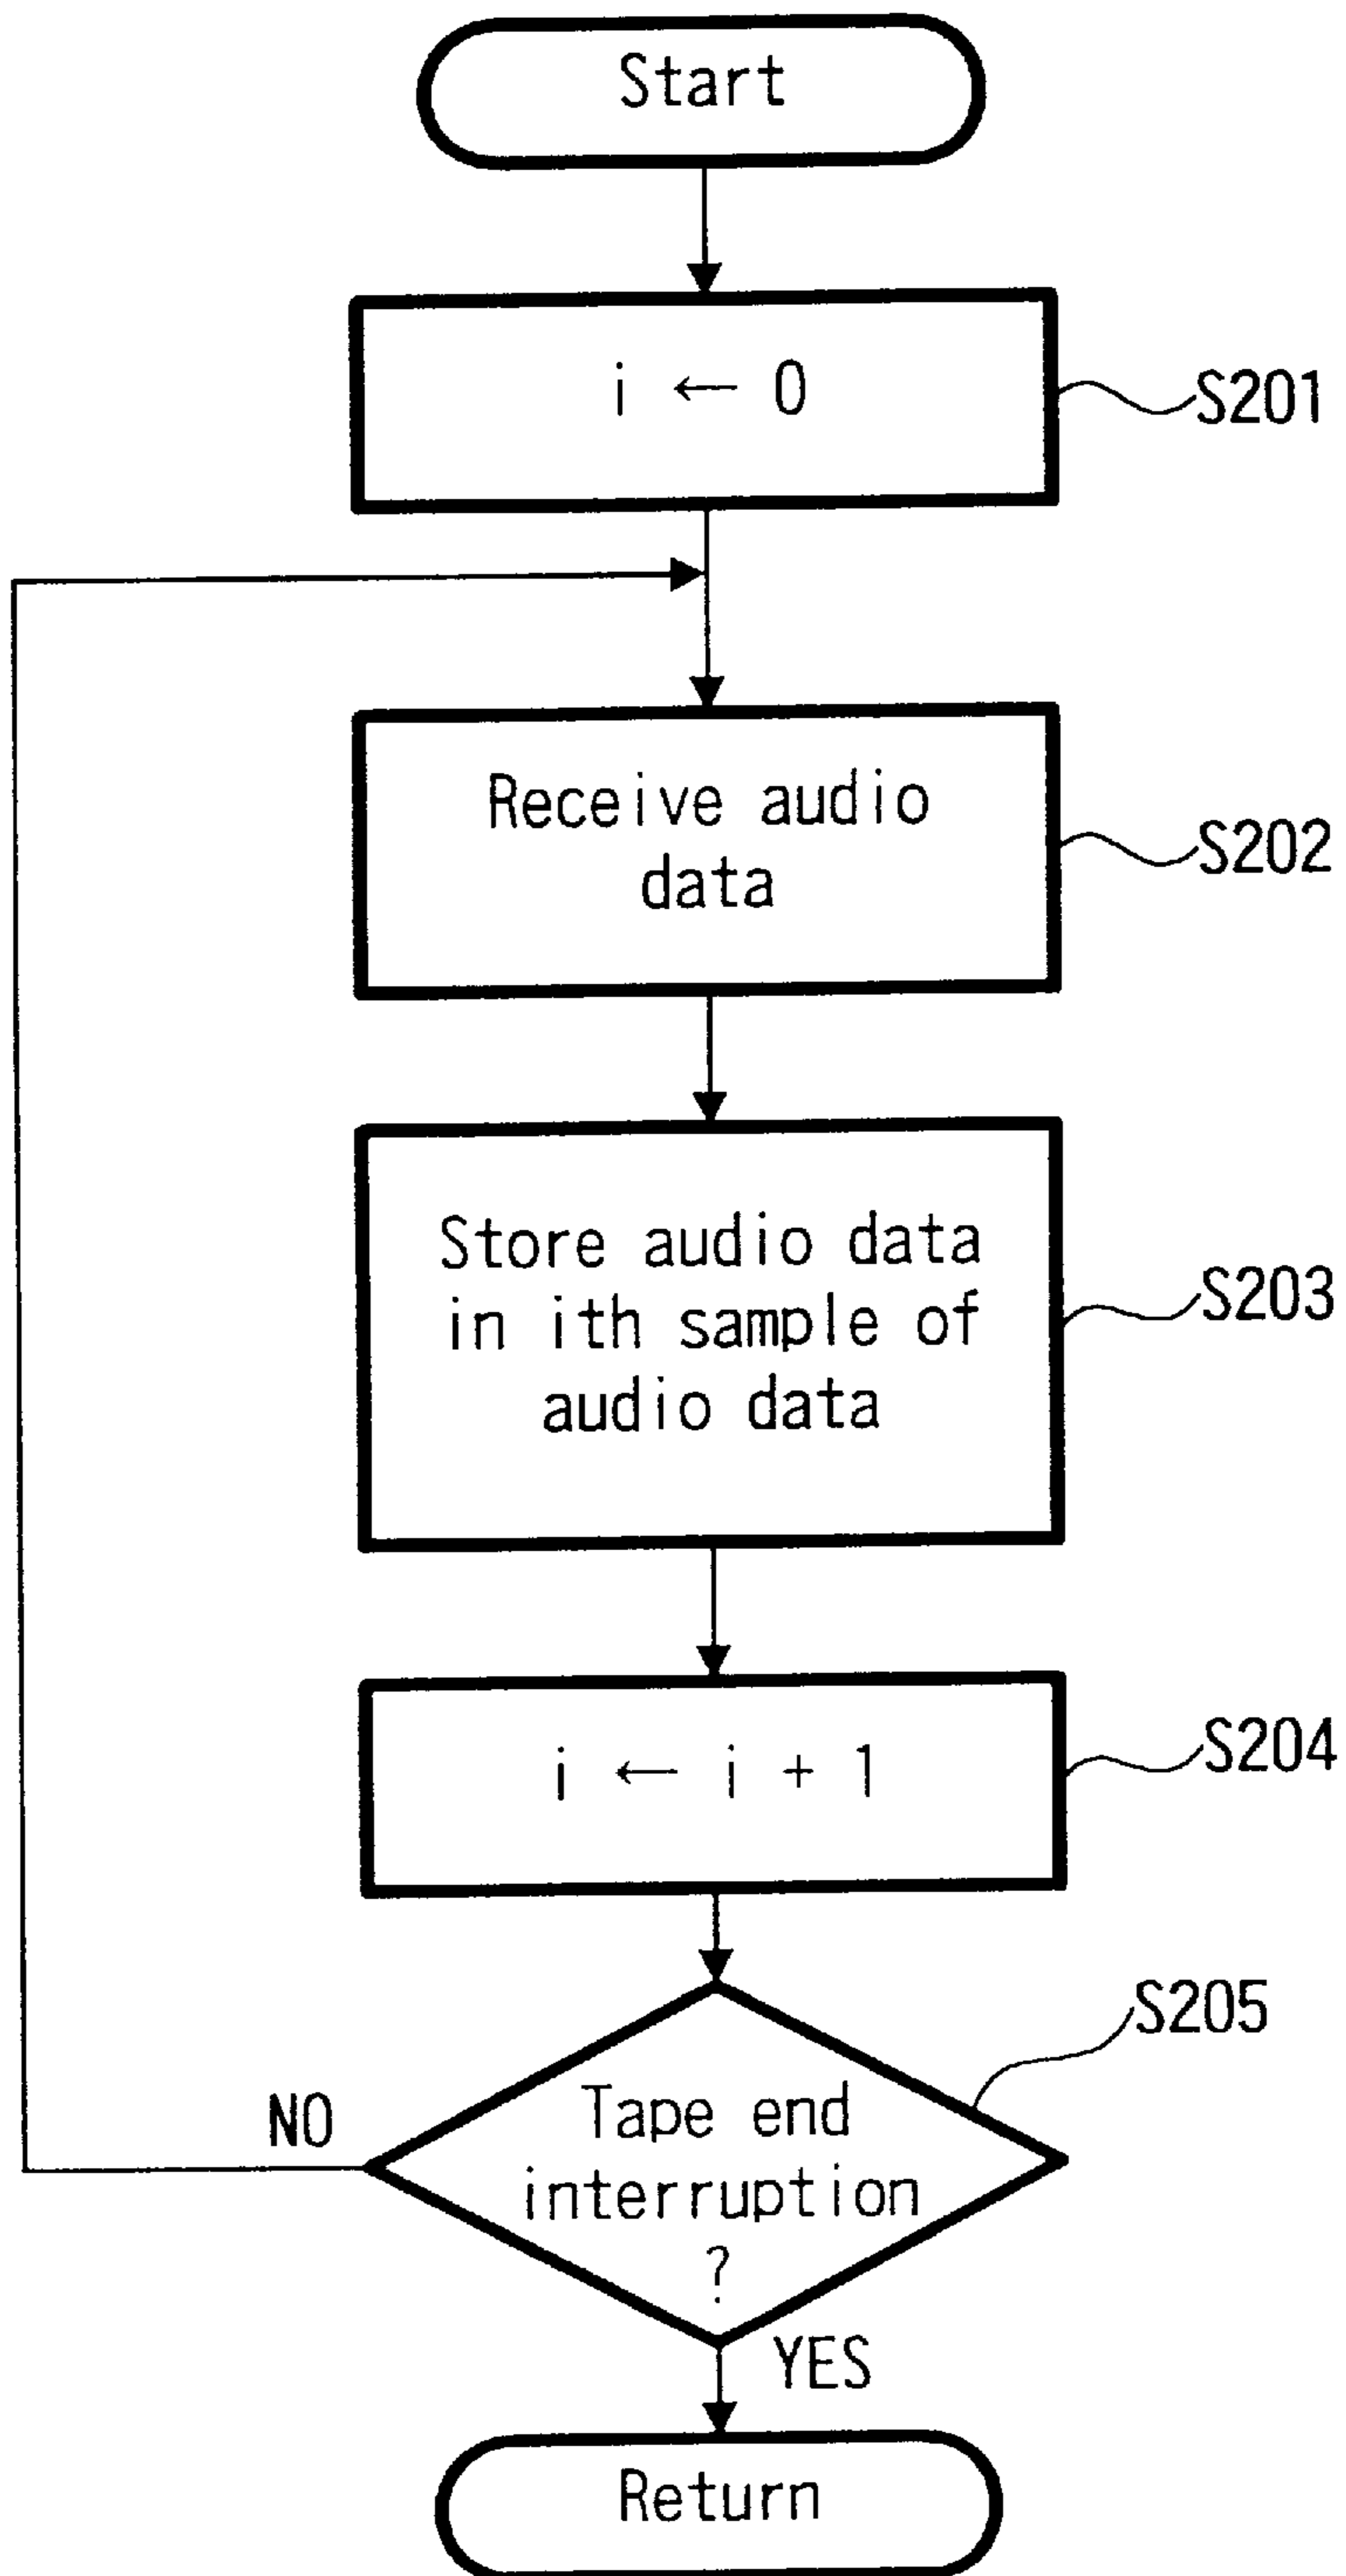 Start
i ← 0
S201
Receive audio
data
S202
Store audio data
in ith sample of
audio data
S203
i ← i + 1
S204
S205
Tape end
interruption
?
NO
YES
Return